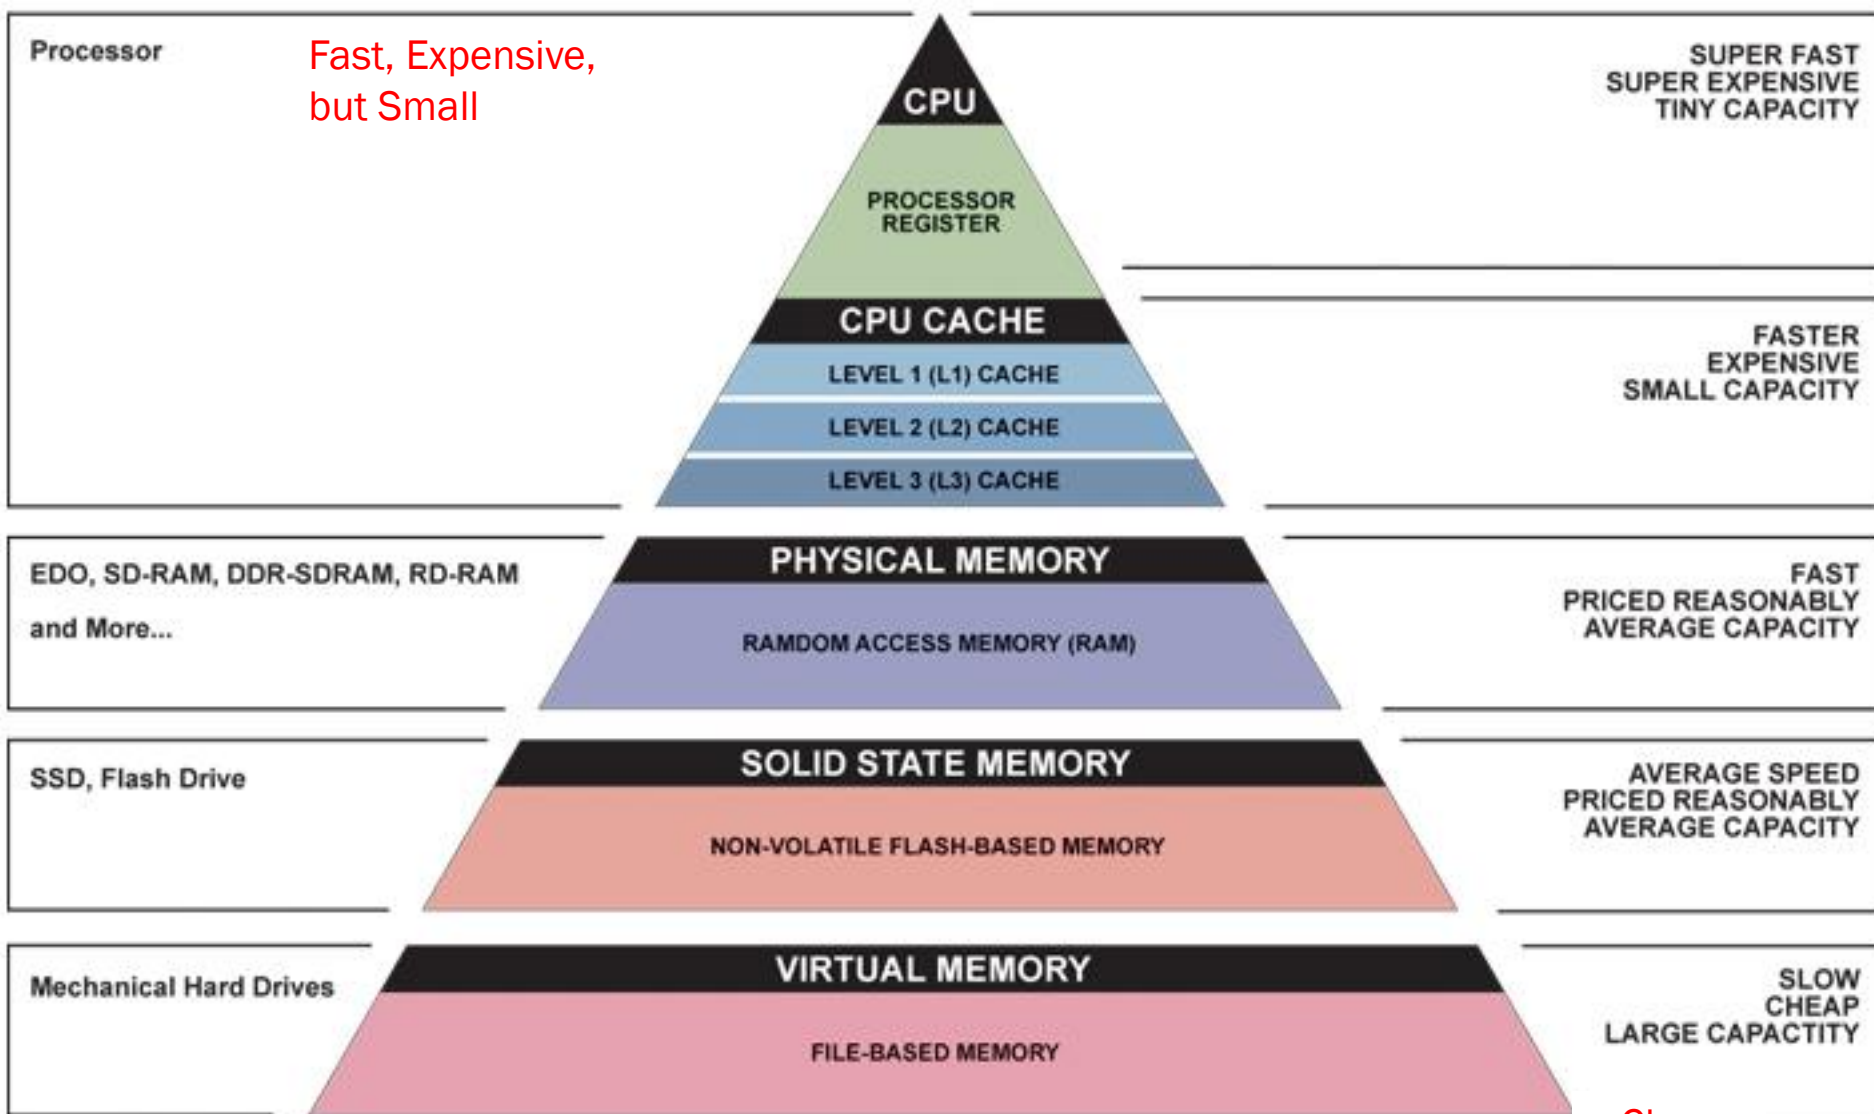 Processor
Fast, Expensive,
but Small
CPU
SUPER FAST
SUPER EXPENSIVE
TINY CAPACITY
PROCESSOR
REGISTER
CPU CACHE
LEVEL 1 (L1) CACHE
LEVEL 2 (L2) CACHE
LEVEL 3 (L3) CACHE
FASTER
EXPENSIVE
SMALL CAPACITY
EDO, SD-RAM, DDR-SDRAM, RD-RAM
and More...
PHYSICAL MEMORY
RAMDOM ACCESS MEMORY (RAM)
FAST
PRICED REASONABLY
AVERAGE CAPACITY
SSD, Flash Drive
SOLID STATE MEMORY
NON-VOLATILE FLASH-BASED MEMORY
AVERAGE SPEED
PRICED REASONABLY
AVERAGE CAPACITY
Mechanical Hard Drives
VIRTUAL MEMORY
FILE-BASED MEMORY
SLOW
CHEAP
LARGE CAPACTITY